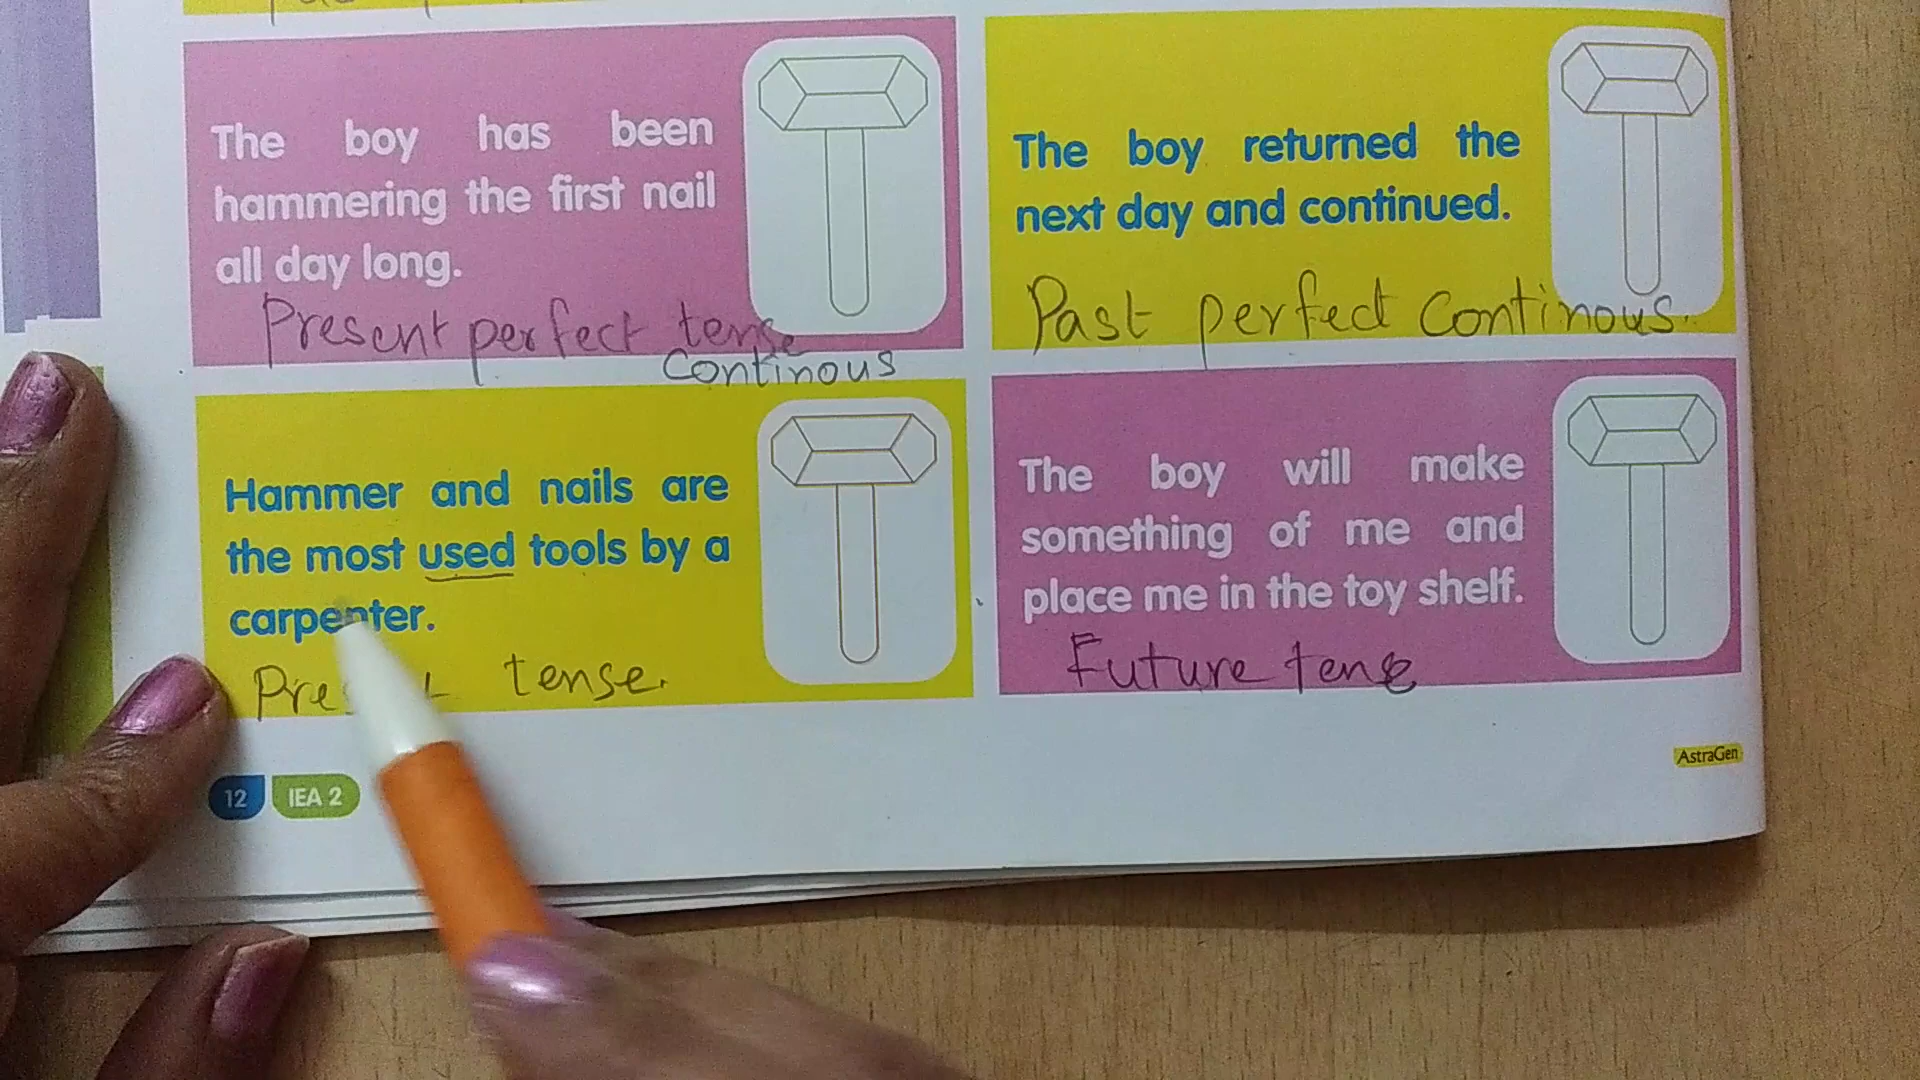 The boy has been
hammering the first nail
all day long.
Present perfect tense
Continous
The boy returned the
next day and continued.
Past perfect Continous.
Hammer and nails are
the most used tools by a
carpenter.
tense.
The boy will make
something of me and
place me in the toy shelf.
Future tense
AstraGen
12 IEA 2